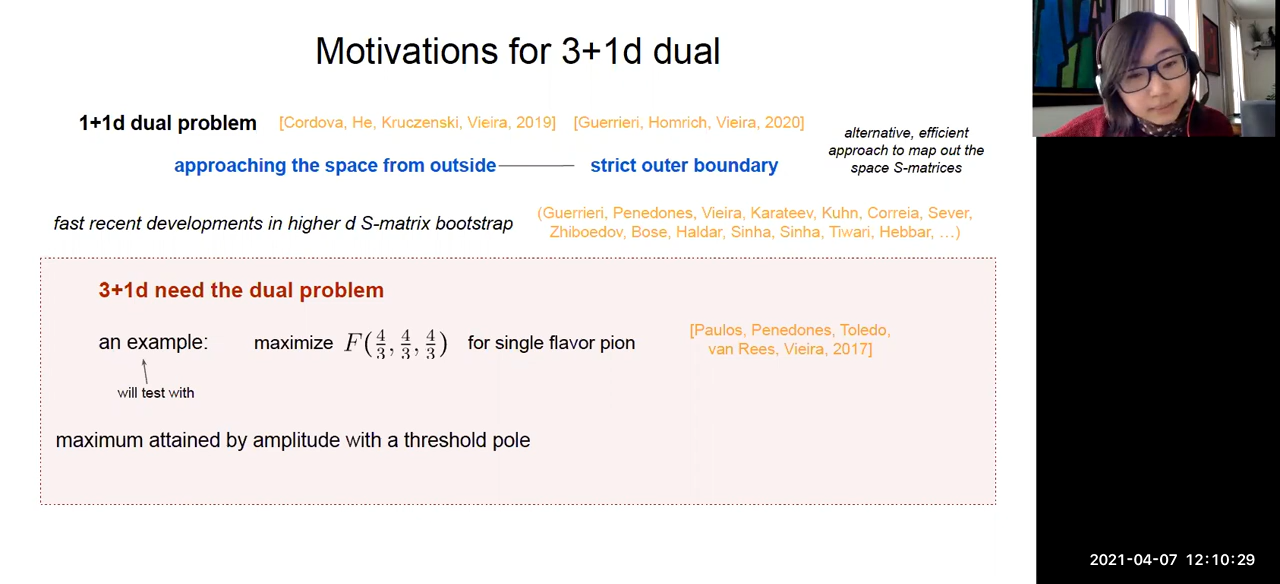 Motivations for 3+1d dual
1+1d dual problem [Cordova, He, Kruczenski, Vieira, 2019] [Guerrieri, Homrich, Vieira, 2020]
alternative, efficient
approach to map out the
space S-matrices
approaching the space from outside strict outer boundary
fast recent developments in higher d S-matrix bootstrap
(Guerrieri, Penedones, Vieira, Karateev, Kuhn, Correia, Sever,
Zhiboedov, Bose, Haldar, Sinha, Sinha, Tiwari, Hebbar, …)
3+1d need the dual problem
an example: maximize F(4/3, 4/3, 4/3) for single flavor pion
[Paulos, Penedones, Toledo,
van Rees, Vieira, 2017]
will test with
maximum attained by amplitude with a threshold pole
2021-04-07 12:10:29